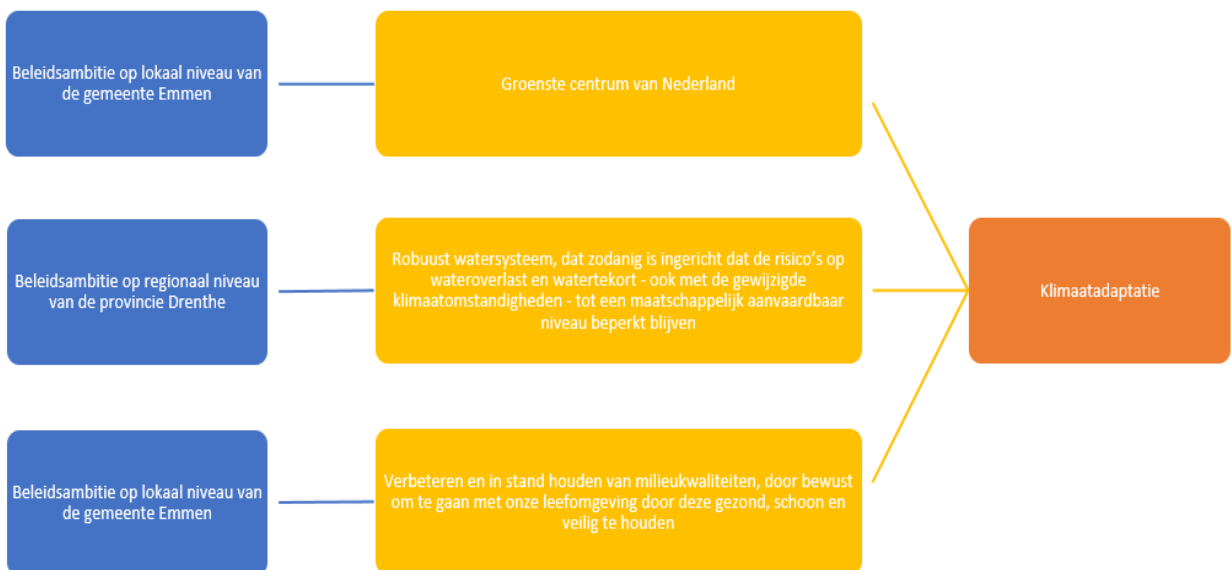 Beleidsambitie op lokaal niveau van
de gemeente Emmen
Groenste centrum van Nederland
Beleidsambitie op regionaal niveau
van de provincie Drenthe
Robuust watersysteem, dat zodanig is ingericht dat de risico's op
wateroverlast en watertekort - ook met de gewijzigde
klimaatomstandigheden - tot een maatschappelijk aanvaardbaar
niveau beperkt blijven
Klimaatadaptatie
Beleidsambitie op lokaal niveau van
de gemeente Emmen
Verbeteren en in stand houden van milieukwaliteiten, door bewust
om te gaan met onze leefomgeving door deze gezond, schoon en
veilig te houden